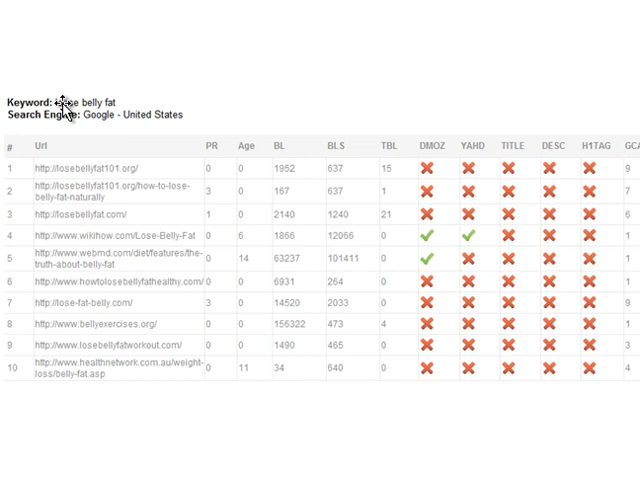 Keyword: lose belly fat
Search Engine: Google - United States
# Url PR Age BL BLS TBL DMOZ YAHD TITLE DESC H1TAG GCA
1 http://losebellyfat101.org/ 0 0 1952 637 15 9
2 http://losebellyfat101.org/how-to-lose-
belly-fat-naturally 3 0 167 637 1 7
3 http://losebellyfat.com/ 1 0 2140 1240 21 6
4 http://www.wikihow.com/Lose-Belly-Fat 0 6 1866 12066 0 1
5 http://www.webmd.com/diet/features/the-
truth-about-belly-fat 0 14 63237 101411 0 1
6 http://www.howtolosebellyfathealthy.com/ 0 0 6931 264 0 1
7 http://lose-fat-belly.com/ 3 0 14520 2033 0 9
8 http://www.bellyexercises.org/ 0 0 156322 473 4 1
9 http://www.losebellyfatworkout.com/ 0 0 1490 465 0 3
10 http://www.healthnetwork.com.au/weight-
loss/belly-fat.asp 0 11 34 640 0 4